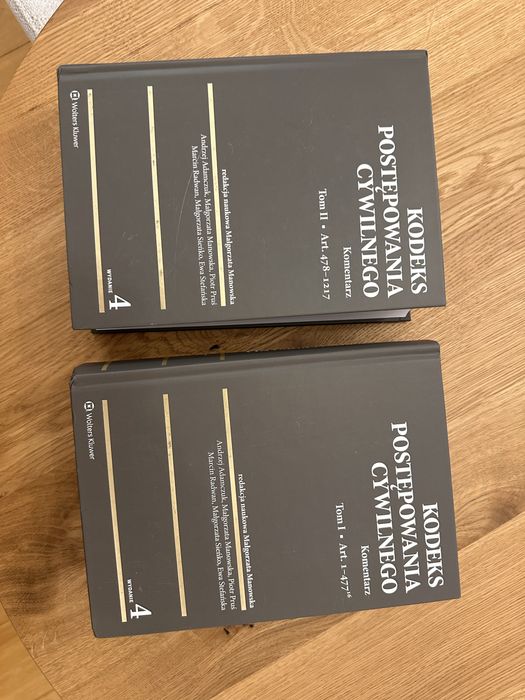 KODEKS
POSTĘPOWANIA
CYWILNEGO
Komentarz
Tom II ▪ Art. 478–1217
redakcja naukowa Małgorzata Manowska
Andrzej Adamczuk, Małgorzata Manowska, Piotr Pruś
Marcin Radwan, Małgorzata Sieńko, Ewa Stefańska
WYDANIE 4
Wolters Kluwer
KODEKS
POSTĘPOWANIA
CYWILNEGO
Komentarz
Tom I ▪ Art. 1–477¹⁶
redakcja naukowa Małgorzata Manowska
Andrzej Adamczuk, Małgorzata Manowska, Piotr Pruś
Marcin Radwan, Małgorzata Sieńko, Ewa Stefańska
WYDANIE 4
Wolters Kluwer